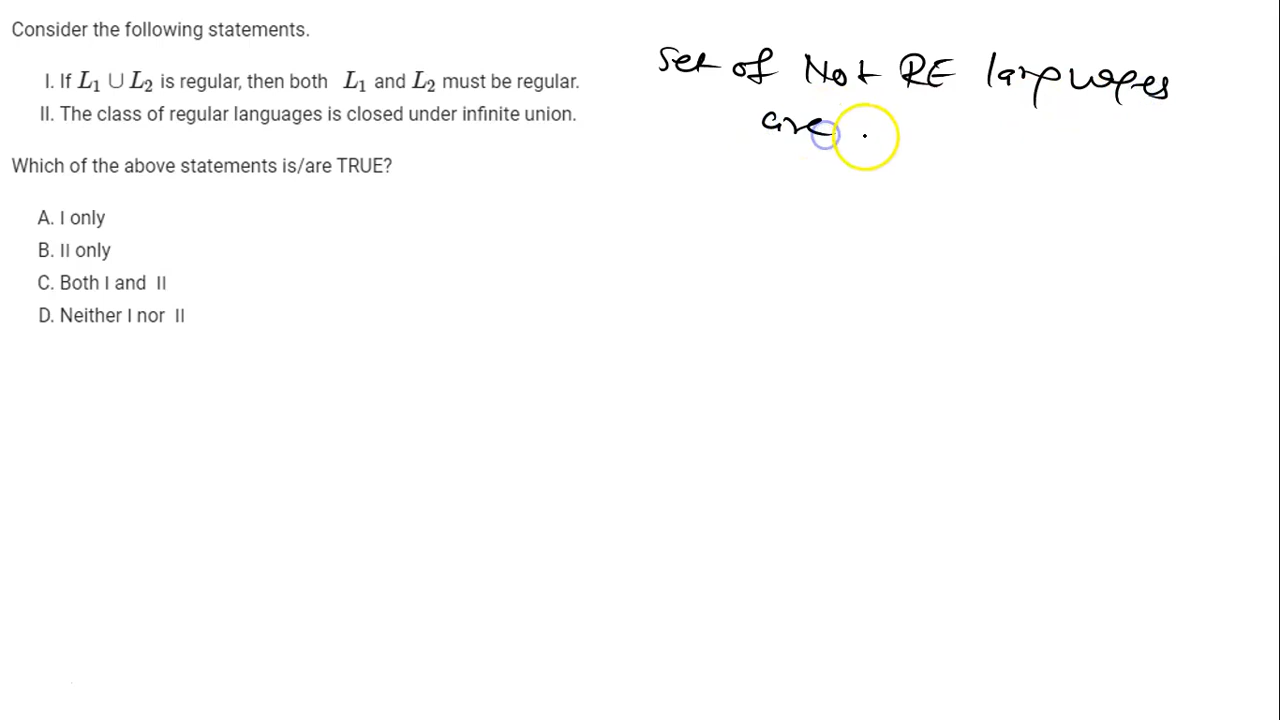 Consider the following statements.
I. If L₁ ∪ L₂ is regular, then both L₁ and L₂ must be regular.
II. The class of regular languages is closed under infinite union.
Which of the above statements is/are TRUE?
A. I only
B. II only
C. Both I and II
D. Neither I nor II
Set of Not RE languages
are